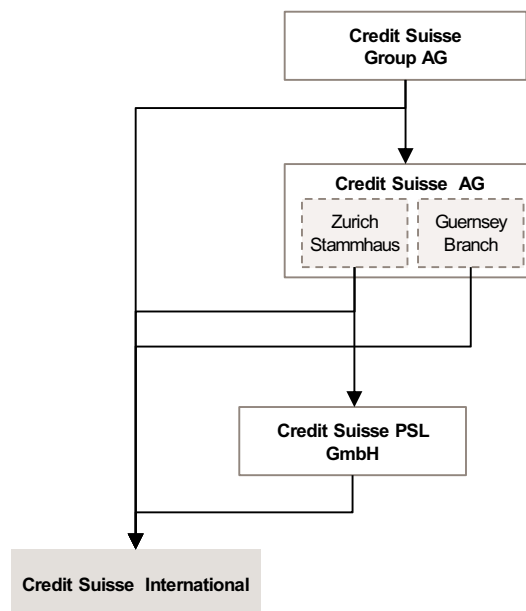 Credit Suisse
Group AG
Credit Suisse AG
Zurich
Stammhaus
Guernsey
Branch
Credit Suisse PSL
GmbH
Credit Suisse International